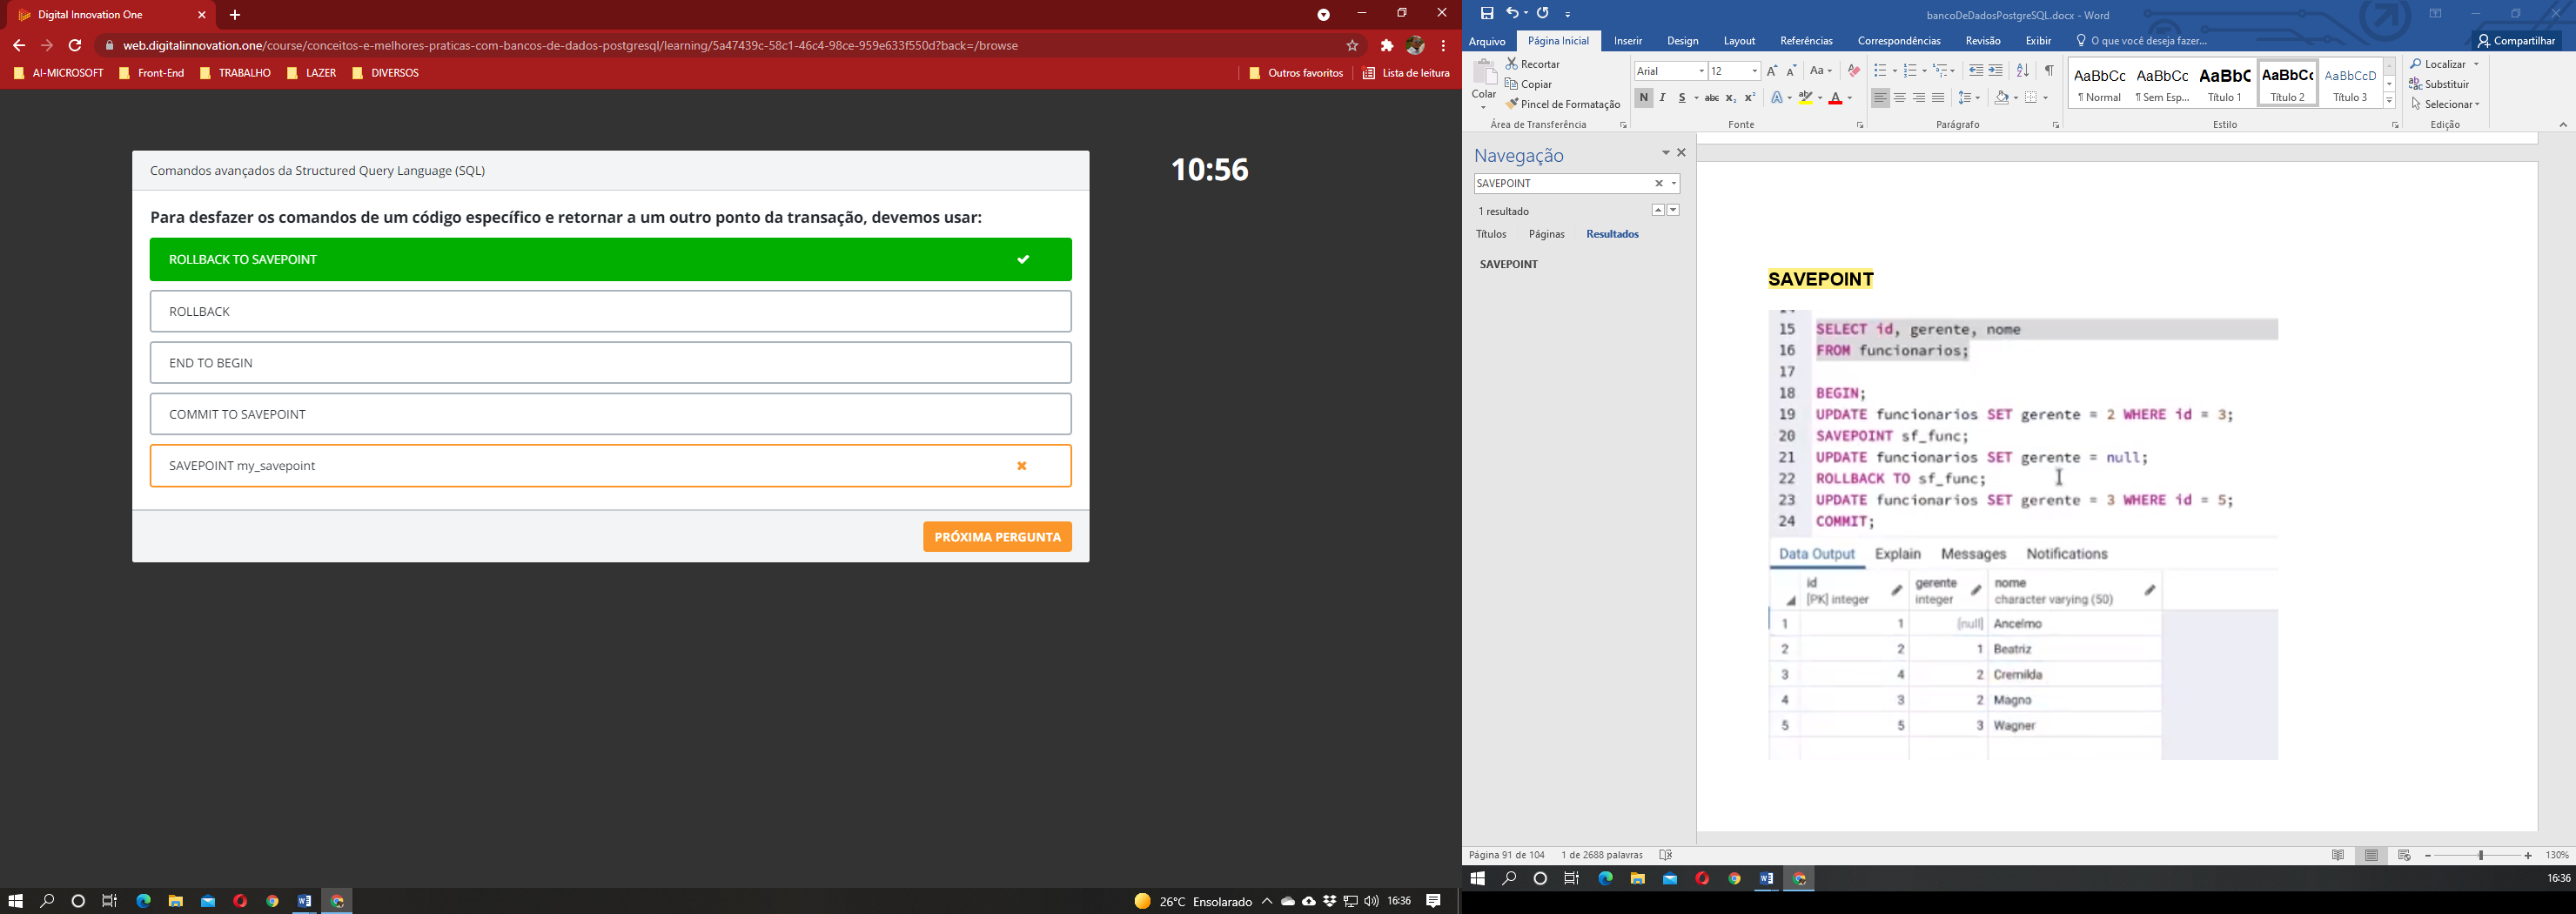 Digital Innovation One
web.digitalinnovation.one/course/conceitos-e-melhores-praticas-com-bancos-de-dados-postgresql/learning/5a47439c-58c1-46c4-98ce-959e633f550d?back=/browse
AI-MICROSOFT Front-End TRABALHO LAZER DIVERSOS Outros favoritos Lista de leitura
Comandos avançados da Structured Query Language (SQL)
10:56
Para desfazer os comandos de um código específico e retornar a um outro ponto da transação, devemos usar:
ROLLBACK TO SAVEPOINT
ROLLBACK
END TO BEGIN
COMMIT TO SAVEPOINT
SAVEPOINT my_savepoint
PRÓXIMA PERGUNTA
26°C Ensolarado 16:36
bancoDeDadosPostgreSQL.docx - Word
Arquivo Página Inicial Inserir Design Layout Referências Correspondências Revisão Exibir O que você deseja fazer... Compartilhar
Colar
Recortar
Copiar
Pincel de Formatação
Área de Transferência
Arial 12
N I S abc x₂ x²
Fonte
Parágrafo
AaBbCc AaBbCc AaBbC AaBbCc AaBbCcD
¶ Normal ¶ Sem Esp... Título 1 Título 2 Título 3
Estilo
Localizar
Substituir
Selecionar
Edição
Navegação
SAVEPOINT
1 resultado
Títulos Páginas Resultados
SAVEPOINT
SAVEPOINT
15 SELECT id, gerente, nome
16 FROM funcionarios;
17
18 BEGIN;
19 UPDATE funcionarios SET gerente = 2 WHERE id = 3;
20 SAVEPOINT sf_func;
21 UPDATE funcionarios SET gerente = null;
22 ROLLBACK TO sf_func;
23 UPDATE funcionarios SET gerente = 3 WHERE id = 5;
24 COMMIT;
Data Output Explain Messages Notifications
id gerente nome
[PK] integer integer character varying (50)
1 1 [null] Ancelmo
2 2 1 Beatriz
3 4 2 Cremilda
4 3 2 Magno
5 5 3 Wagner
Página 91 de 104 1 de 2688 palavras 130%
16:36